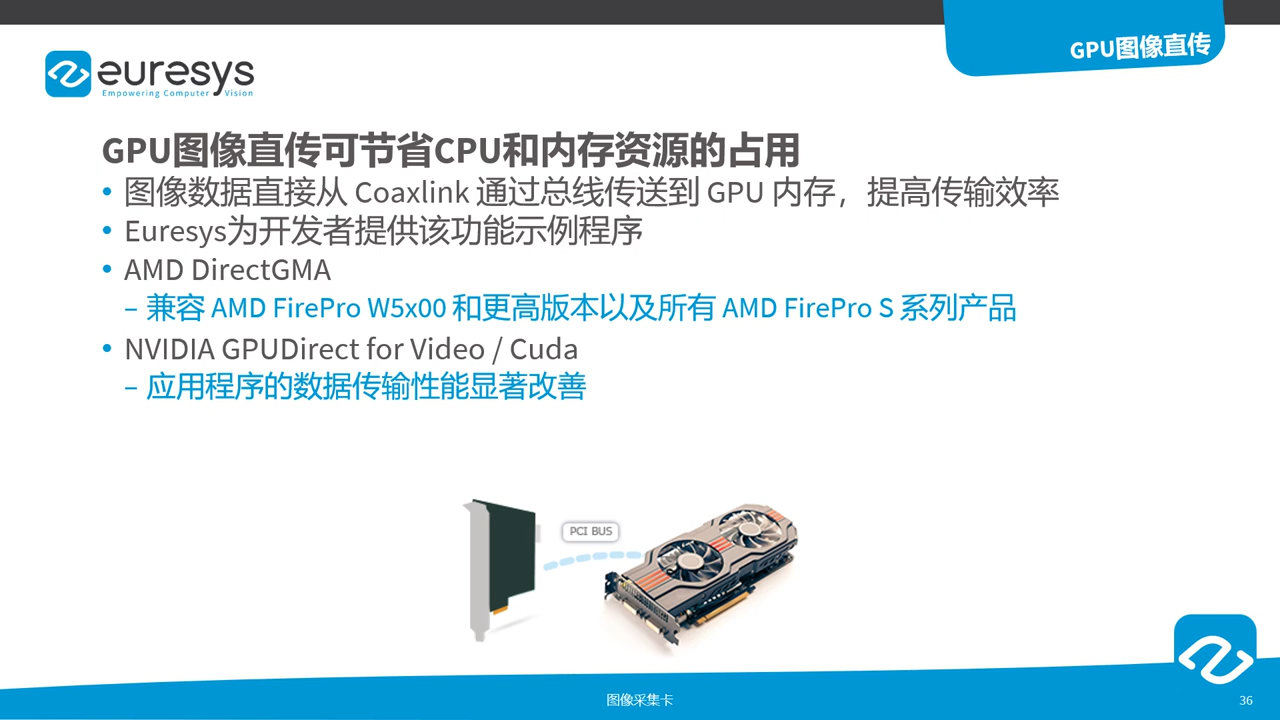 GPU图像直传
euresys
Empowering Computer Vision
GPU图像直传可节省CPU和内存资源的占用
• 图像数据直接从 Coaxlink 通过总线传送到 GPU 内存，提高传输效率
• Euresys为开发者提供该功能示例程序
• AMD DirectGMA
– 兼容 AMD FirePro W5x00 和更高版本以及所有 AMD FirePro S 系列产品
• NVIDIA GPUDirect for Video / Cuda
– 应用程序的数据传输性能显著改善
PCI BUS
图像采集卡
36